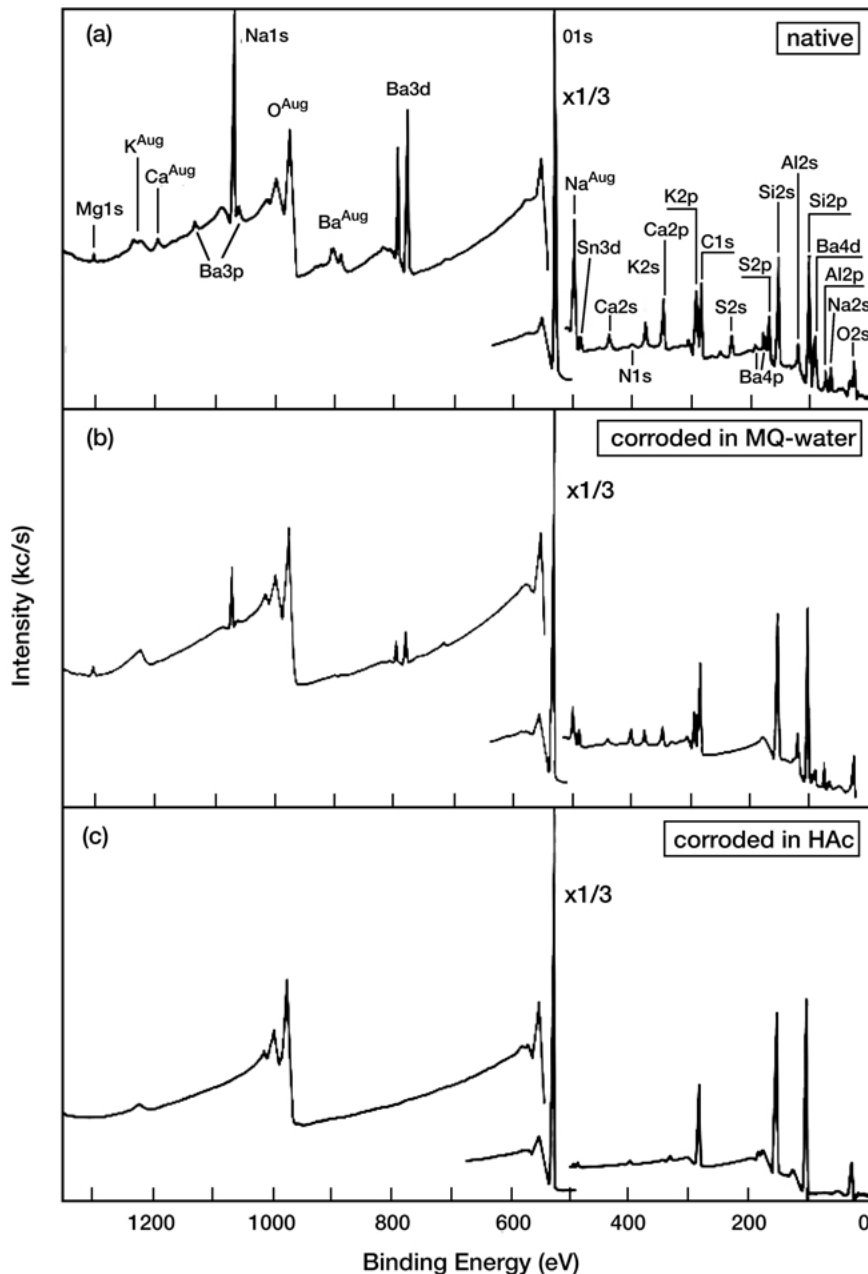 (a)
native
Na1s
01s
x1/3
Ba3d
O^Aug
K^Aug
Ca^Aug
Mg1s
Ba3p
Ba^Aug
Na^Aug
Sn3d
Ca2s
N1s
K2s
Ca2p
K2p
C1s
S2s
S2p
Ba4p
Si2s
Al2s
Si2p
Ba4d
Al2p
Na2s
O2s
(b)
corroded in MQ-water
x1/3
Intensity (kc/s)
(c)
corroded in HAc
x1/3
1200
1000
800
600
400
200
0
Binding Energy (eV)